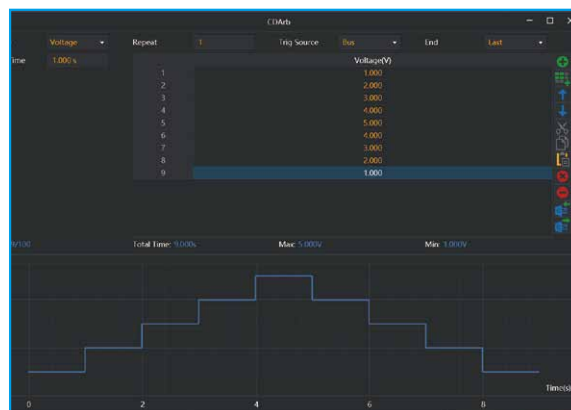 CDArb
Voltage Repeat 1 Trig Source Bus End Last
ime 1.000 s
Voltage(V)
1 1.000
2 2.000
3 3.000
4 4.000
5 5.000
6 4.000
7 3.000
8 2.000
9 1.000
9/100 Total Time: 9.000s Max: 5.000V Min: 1.000V
Time(s)
0 2 4 6 8